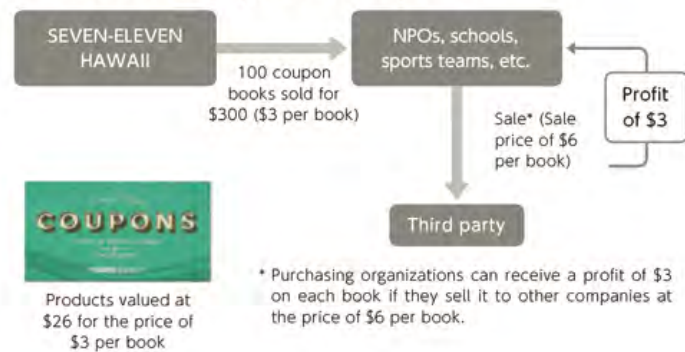 SEVEN-ELEVEN
HAWAII
100 coupon
books sold for
$300 ($3 per book)
NPOs, schools,
sports teams, etc.
Sale* (Sale
price of $6
per book)
Profit
of $3
Third party
COUPONS
Products valued at
$26 for the price of
$3 per book
* Purchasing organizations can receive a profit of $3
on each book if they sell it to other companies at
the price of $6 per book.